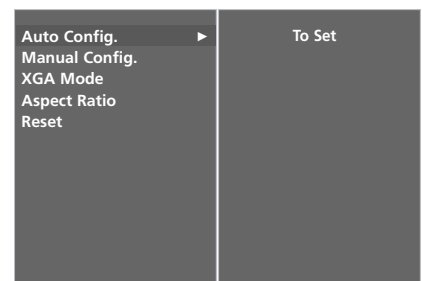 Auto Config. ► To Set
Manual Config.
XGA Mode
Aspect Ratio
Reset